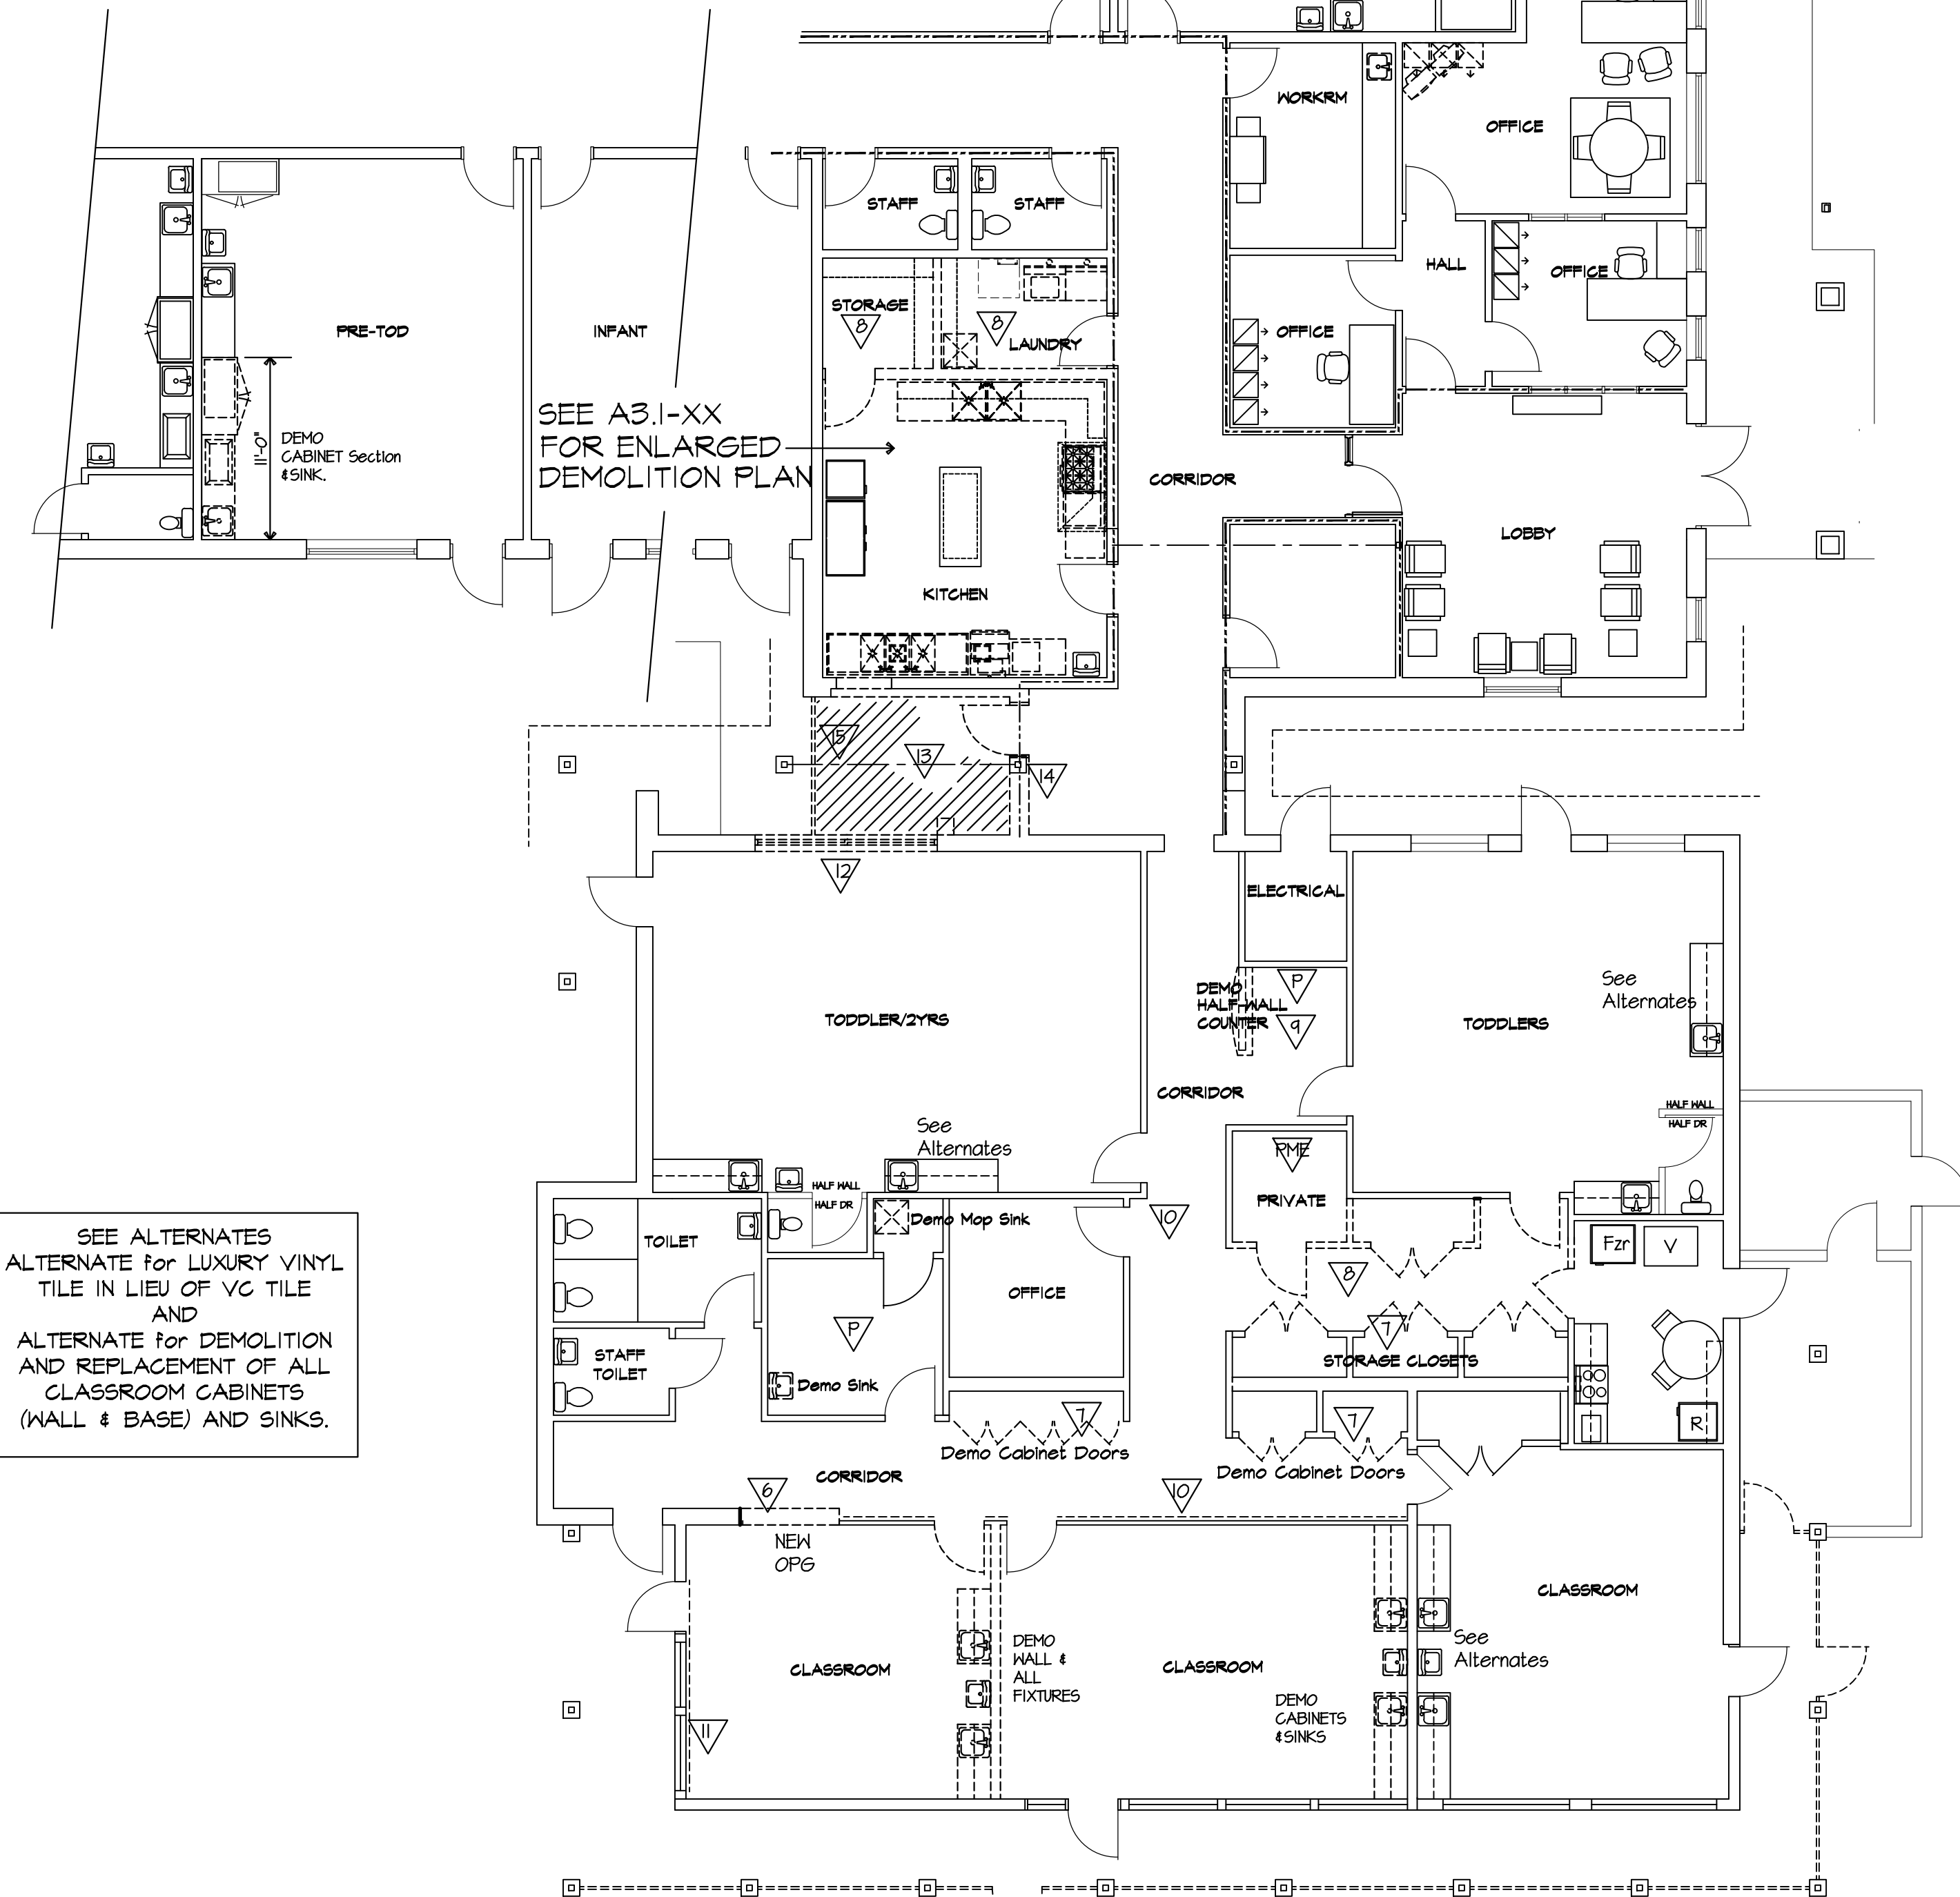 WORKRM
OFFICE
STAFF
STAFF
HALL
OFFICE
STORAGE
8
8
LAUNDRY
OFFICE
PRE-TOD
INFANT
SEE A3.1-XX
FOR ENLARGED
DEMOLITION PLAN
11'-0"
DEMO
CABINET Section
&SINK.
CORRIDOR
LOBBY
KITCHEN
15
13
14
12
ELECTRICAL
P
DEMO
HALF-WALL
COUNTER
9
See
Alternates
TODDLER/2YRS
TODDLERS
CORRIDOR
HALF WALL
HALF DR
See
Alternates
PME
PRIVATE
HALF WALL
HALF DR
10
Demo Mop Sink
TOILET
Fzr
V
SEE ALTERNATES
ALTERNATE for LUXURY VINYL
TILE IN LIEU OF VC TILE
AND
ALTERNATE for DEMOLITION
AND REPLACEMENT OF ALL
CLASSROOM CABINETS
(WALL & BASE) AND SINKS.
8
OFFICE
P
7
STAFF
TOILET
STORAGE CLOSETS
Demo Sink
7
7
R
Demo Cabinet Doors
Demo Cabinet Doors
CORRIDOR
6
10
NEW
OPG
CLASSROOM
DEMO
WALL &
ALL
FIXTURES
See
Alternates
CLASSROOM
CLASSROOM
DEMO
CABINETS
&SINKS
11